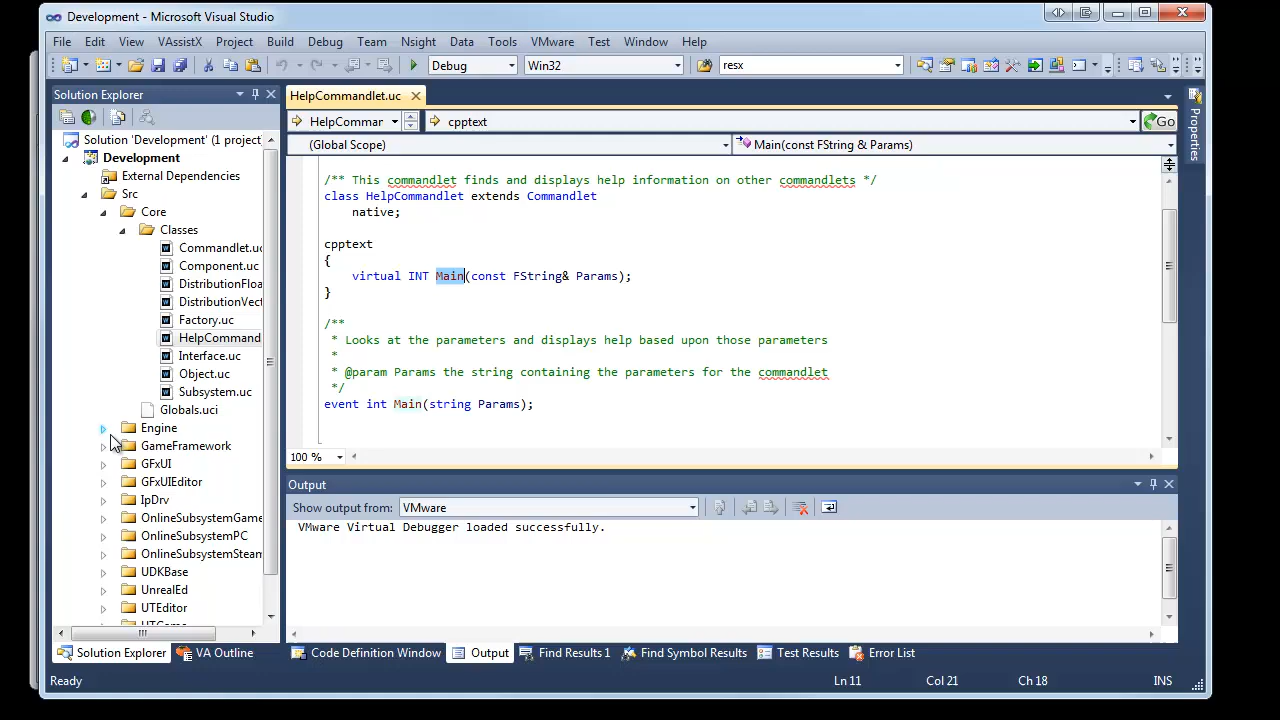 Development - Microsoft Visual Studio
File Edit View VAssistX Project Build Debug Team Nsight Data Tools VMware Test Window Help
Debug Win32 resx
Solution Explorer
Solution 'Development' (1 project)
Development
External Dependencies
Src
Core
Classes
Commandlet.uc
Component.uc
DistributionFloa
DistributionVect
Factory.uc
HelpCommand
Interface.uc
Object.uc
Subsystem.uc
Globals.uci
Engine
GameFramework
GFxUI
GFxUIEditor
IpDrv
OnlineSubsystemGame
OnlineSubsystemPC
OnlineSubsystemSteam
UDKBase
UnrealEd
UTEditor
Solution Explorer VA Outline
HelpCommandlet.uc
HelpCommar cpptext Go
(Global Scope) Main(const FString & Params)
/** This commandlet finds and displays help information on other commandlets */
class HelpCommandlet extends Commandlet
native;
cpptext
{
virtual INT Main(const FString& Params);
}
/**
* Looks at the parameters and displays help based upon those parameters
*
* @param Params the string containing the parameters for the commandlet
*/
event int Main(string Params);
100 %
Output
Show output from: VMware
VMware Virtual Debugger loaded successfully.
Code Definition Window Output Find Results 1 Find Symbol Results Test Results Error List
Properties
Ready Ln 11 Col 21 Ch 18 INS